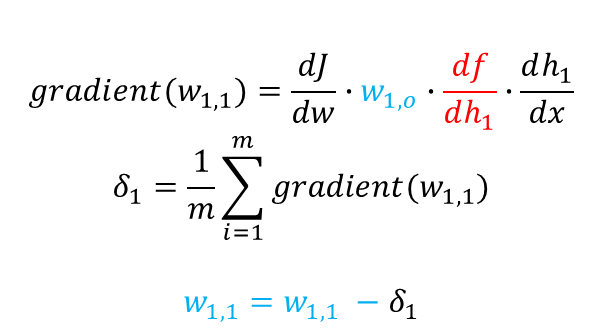 gradient(w₁,₁) = dJ/dw · w₁,ₒ · df/dh₁ · dh₁/dx
δ₁ = 1/m ∑ᵢ₌₁ᵐ gradient(w₁,₁)
w₁,₁ = w₁,₁ − δ₁